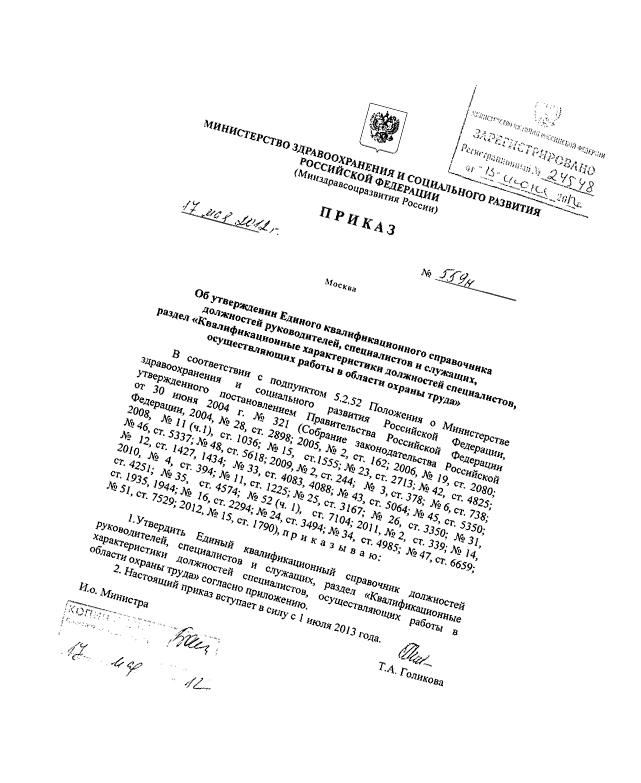 МИНИСТЕРСТВО ЮСТИЦИИ РОССИЙСКОЙ ФЕДЕРАЦИИ
ЗАРЕГИСТРИРОВАНО
Регистрационный № 24548
от "15" июня 2012г.
МИНИСТЕРСТВО ЗДРАВООХРАНЕНИЯ И СОЦИАЛЬНОГО РАЗВИТИЯ
РОССИЙСКОЙ ФЕДЕРАЦИИ
(Минздравсоцразвития России)
ПРИКАЗ
17 мая 2012г.
№ 559н
Москва
Об утверждении Единого квалификационного справочника
должностей руководителей, специалистов и служащих,
раздел «Квалификационные характеристики должностей специалистов,
осуществляющих работы в области охраны труда»
В соответствии с подпунктом 5.2.52 Положения о Министерстве
здравоохранения и социального развития Российской Федерации,
утвержденного постановлением Правительства Российской Федерации
от 30 июня 2004 г. № 321 (Собрание законодательства Российской
Федерации, 2004, № 28, ст. 2898; 2005, № 2, ст. 162; 2006, № 19, ст. 2080;
2008, № 11 (ч.1), ст. 1036; № 15, ст.1555; № 23, ст. 2713; № 42, ст. 4825;
№ 46, ст. 5337; № 48, ст. 5618; 2009, № 2, ст. 244; № 3, ст. 378; № 6, ст. 738;
№ 12, ст. 1427, 1434; № 33, ст. 4083, 4088; № 43, ст. 5064; № 45, ст. 5350;
2010, № 4, ст. 394; № 11, ст. 1225; № 25, ст. 3167; № 26, ст. 3350; № 31,
ст. 4251; № 35, ст. 4574; № 52 (ч. 1), ст. 7104; 2011, № 2, ст. 339; № 14,
ст. 1935, 1944; № 16, ст. 2294; № 24, ст. 3494; № 34, ст. 4985; № 47, ст. 6659;
№ 51, ст. 7529; 2012, № 15, ст. 1790), п р и к а з ы в а ю:
1.Утвердить Единый квалификационный справочник должностей
руководителей, специалистов и служащих, раздел «Квалификационные
характеристики должностей специалистов, осуществляющих работы в
области охраны труда» согласно приложению.
2. Настоящий приказ вступает в силу с 1 июля 2013 года.
И.о. Министра
Т.А. Голикова
КОПИЯ
17 мая 12